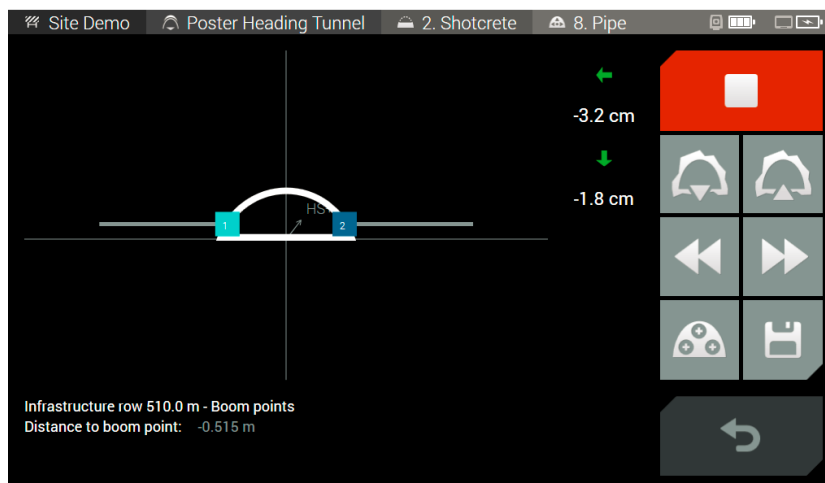 Site Demo Poster Heading Tunnel 2. Shotcrete 8. Pipe
-3.2 cm
-1.8 cm
HS
1 2
Infrastructure row 510.0 m - Boom points
Distance to boom point: -0.515 m